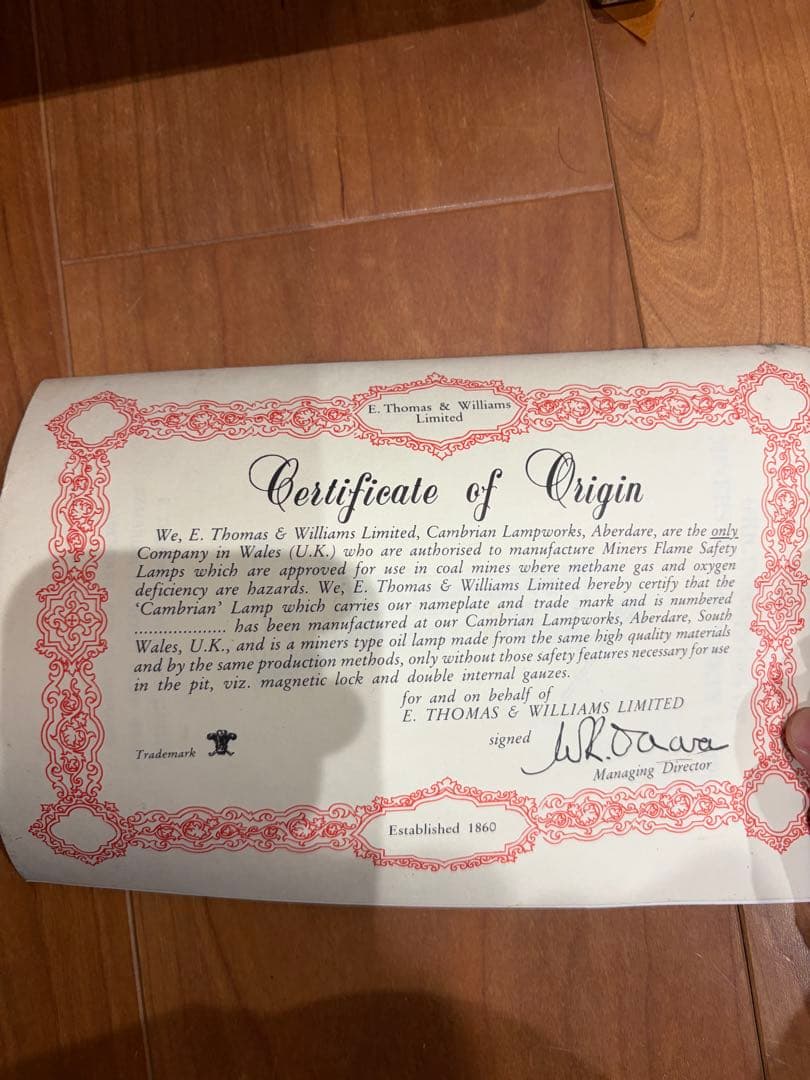 E. Thomas & Williams
Limited
Certificate of Origin
We, E. Thomas & Williams Limited, Cambrian Lampworks, Aberdare, are the only
Company in Wales (U.K.) who are authorised to manufacture Miners Flame Safety
Lamps which are approved for use in coal mines where methane gas and oxygen
deficiency are hazards. We, E. Thomas & Williams Limited hereby certify that the
‘Cambrian’ Lamp which carries our nameplate and trade mark and is numbered
.................... has been manufactured at our Cambrian Lampworks, Aberdare, South
Wales, U.K., and is a miners type oil lamp made from the same high quality materials
and by the same production methods, only without those safety features necessary for use
in the pit, viz. magnetic lock and double internal gauzes.
for and on behalf of
E. THOMAS & WILLIAMS LIMITED
signed
Managing Director
Trademark
Established 1860